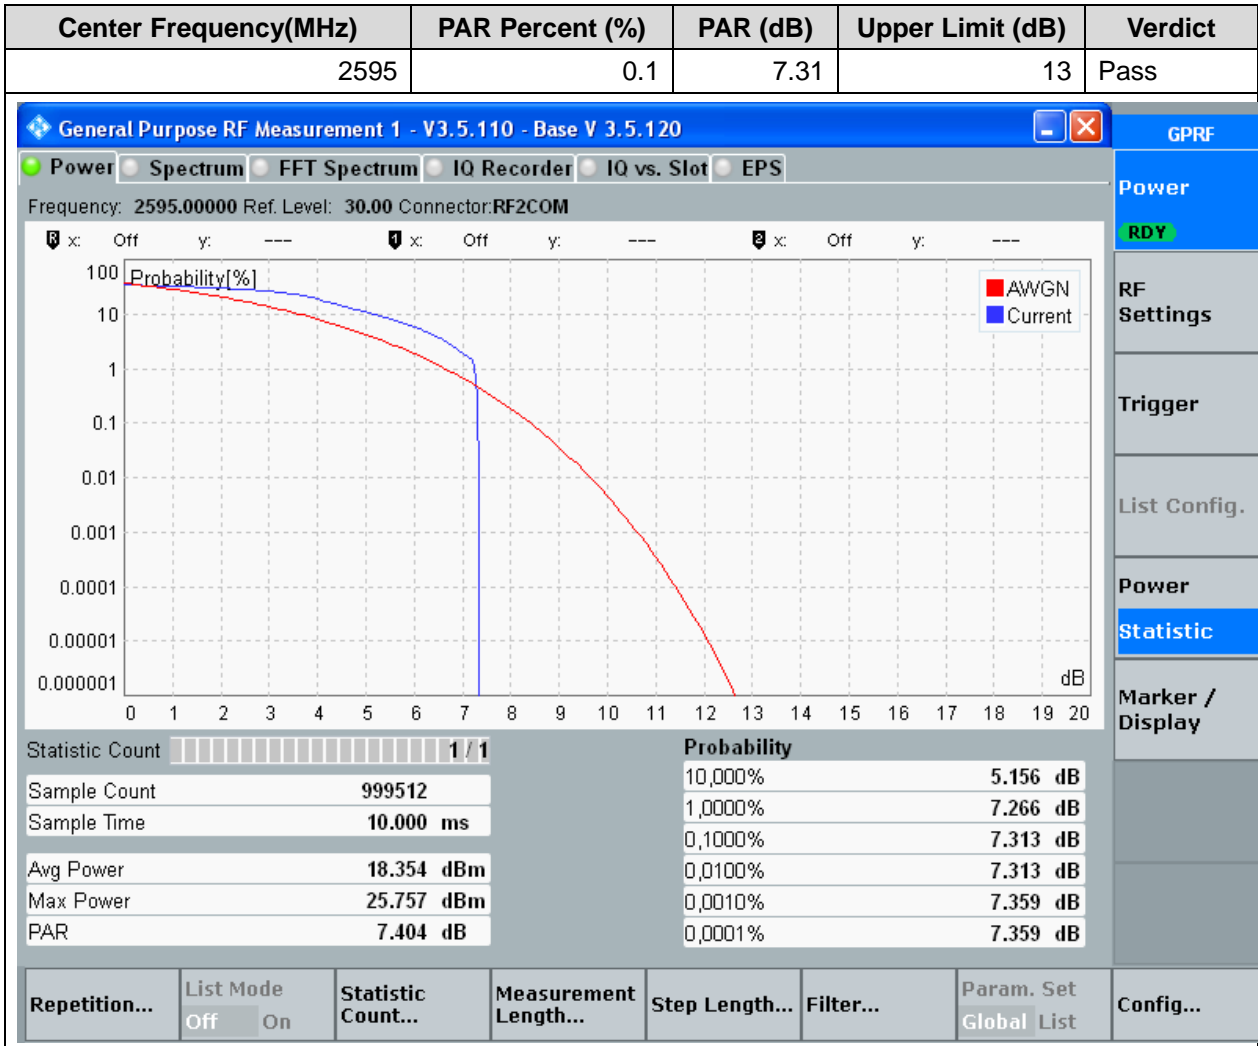 Center Frequency(MHz) PAR Percent (%) PAR (dB) Upper Limit (dB) Verdict
2595 0.1 7.31 13 Pass
General Purpose RF Measurement 1 - V3.5.110 - Base V 3.5.120
GPRF
Power Spectrum FFT Spectrum IQ Recorder IQ vs. Slot EPS
Power
RDY
Frequency: 2595.00000 Ref. Level: 30.00 Connector:RF2COM
R x: Off y: --- 1 x: Off y: --- 2 x: Off y: ---
Probability[%]
AWGN
Current
100
10
1
0.1
0.01
0.001
0.0001
0.00001
0.000001
dB
0 1 2 3 4 5 6 7 8 9 10 11 12 13 14 15 16 17 18 19 20
RF
Settings
Trigger
List Config.
Power
Statistic
Marker /
Display
Statistic Count 1 / 1
Sample Count 999512
Sample Time 10.000 ms
Avg Power 18.354 dBm
Max Power 25.757 dBm
PAR 7.404 dB
Probability
10,000% 5.156 dB
1,0000% 7.266 dB
0,1000% 7.313 dB
0,0100% 7.313 dB
0,0010% 7.359 dB
0,0001% 7.359 dB
Repetition...
List Mode
Off On
Statistic
Count...
Measurement
Length...
Step Length...
Filter...
Param. Set
Global List
Config...